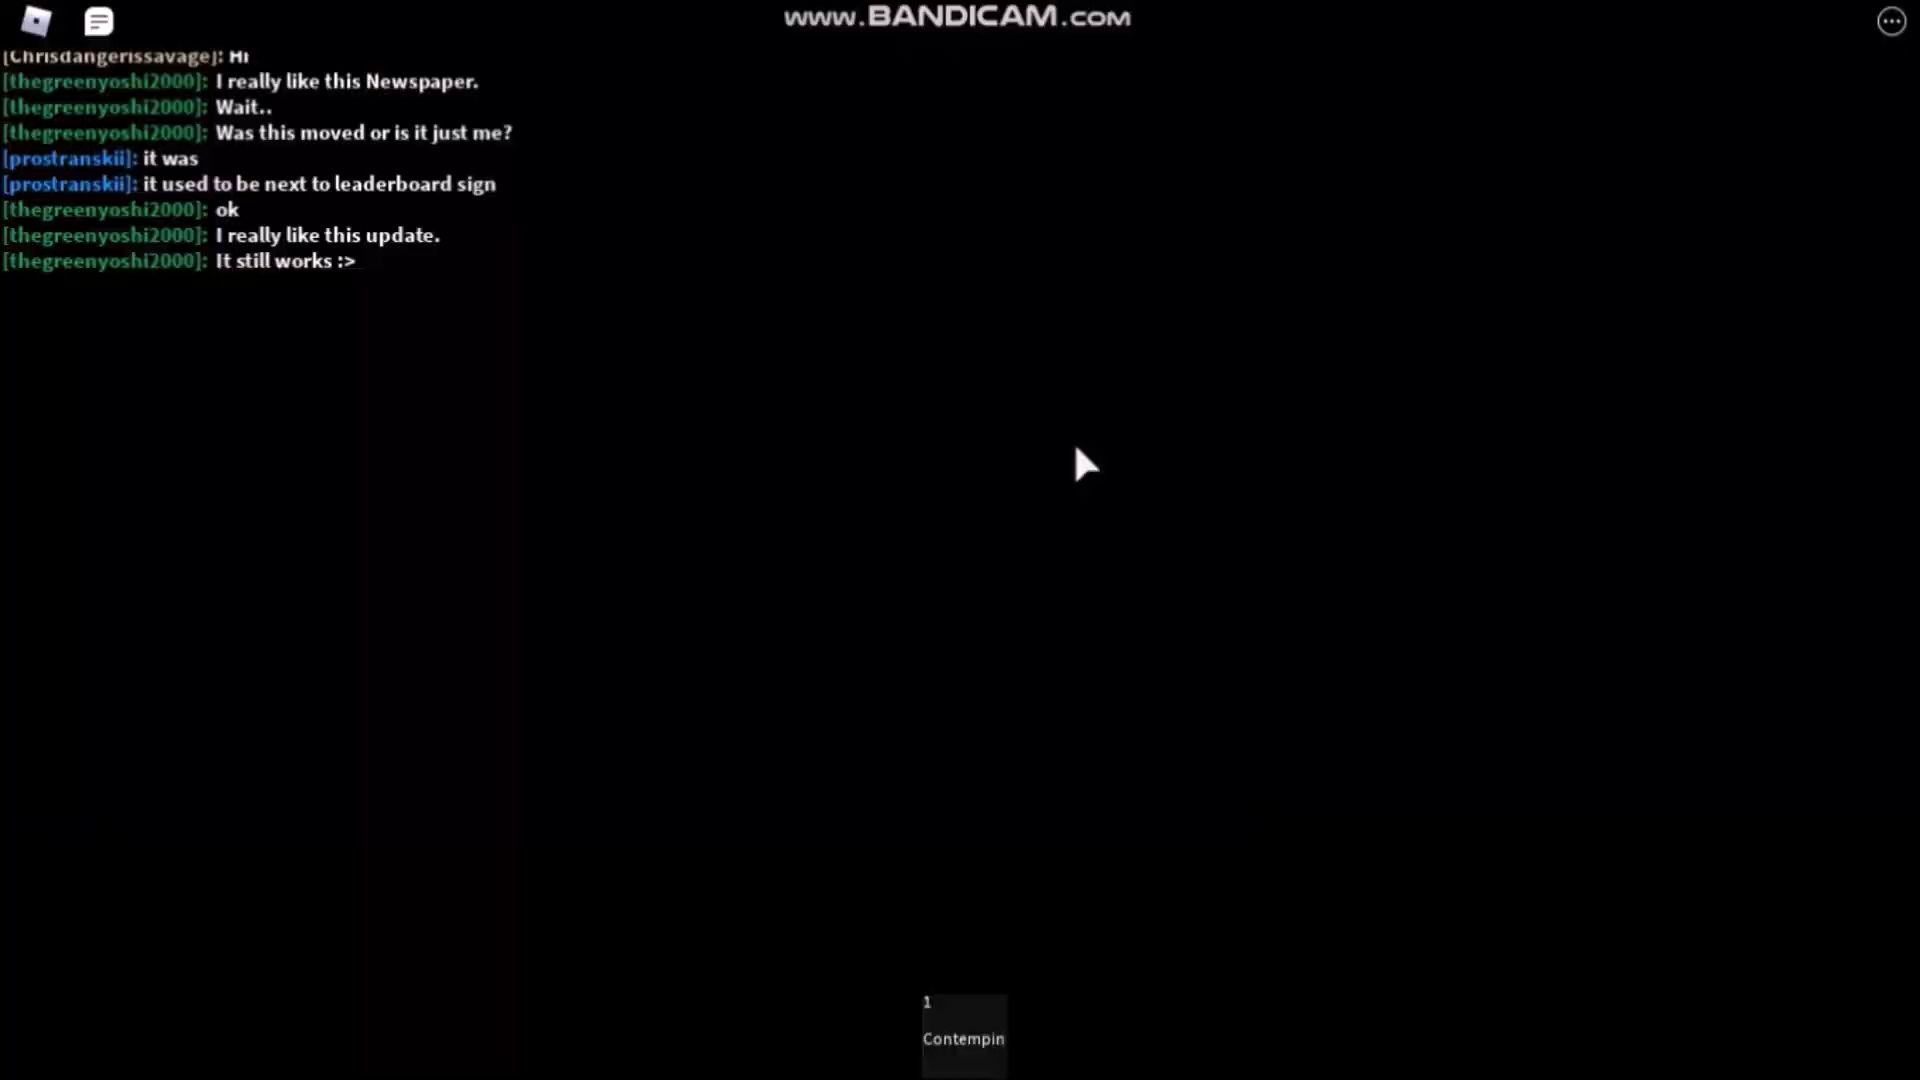 www.BANDICAM.com
[Chrisdangerissavage]: Hi
[thegreenyoshi2000]: I really like this Newspaper.
[thegreenyoshi2000]: Wait..
[thegreenyoshi2000]: Was this moved or is it just me?
[prostranskii]: it was
[prostranskii]: it used to be next to leaderboard sign
[thegreenyoshi2000]: ok
[thegreenyoshi2000]: I really like this update.
[thegreenyoshi2000]: It still works :>
1
Contempin